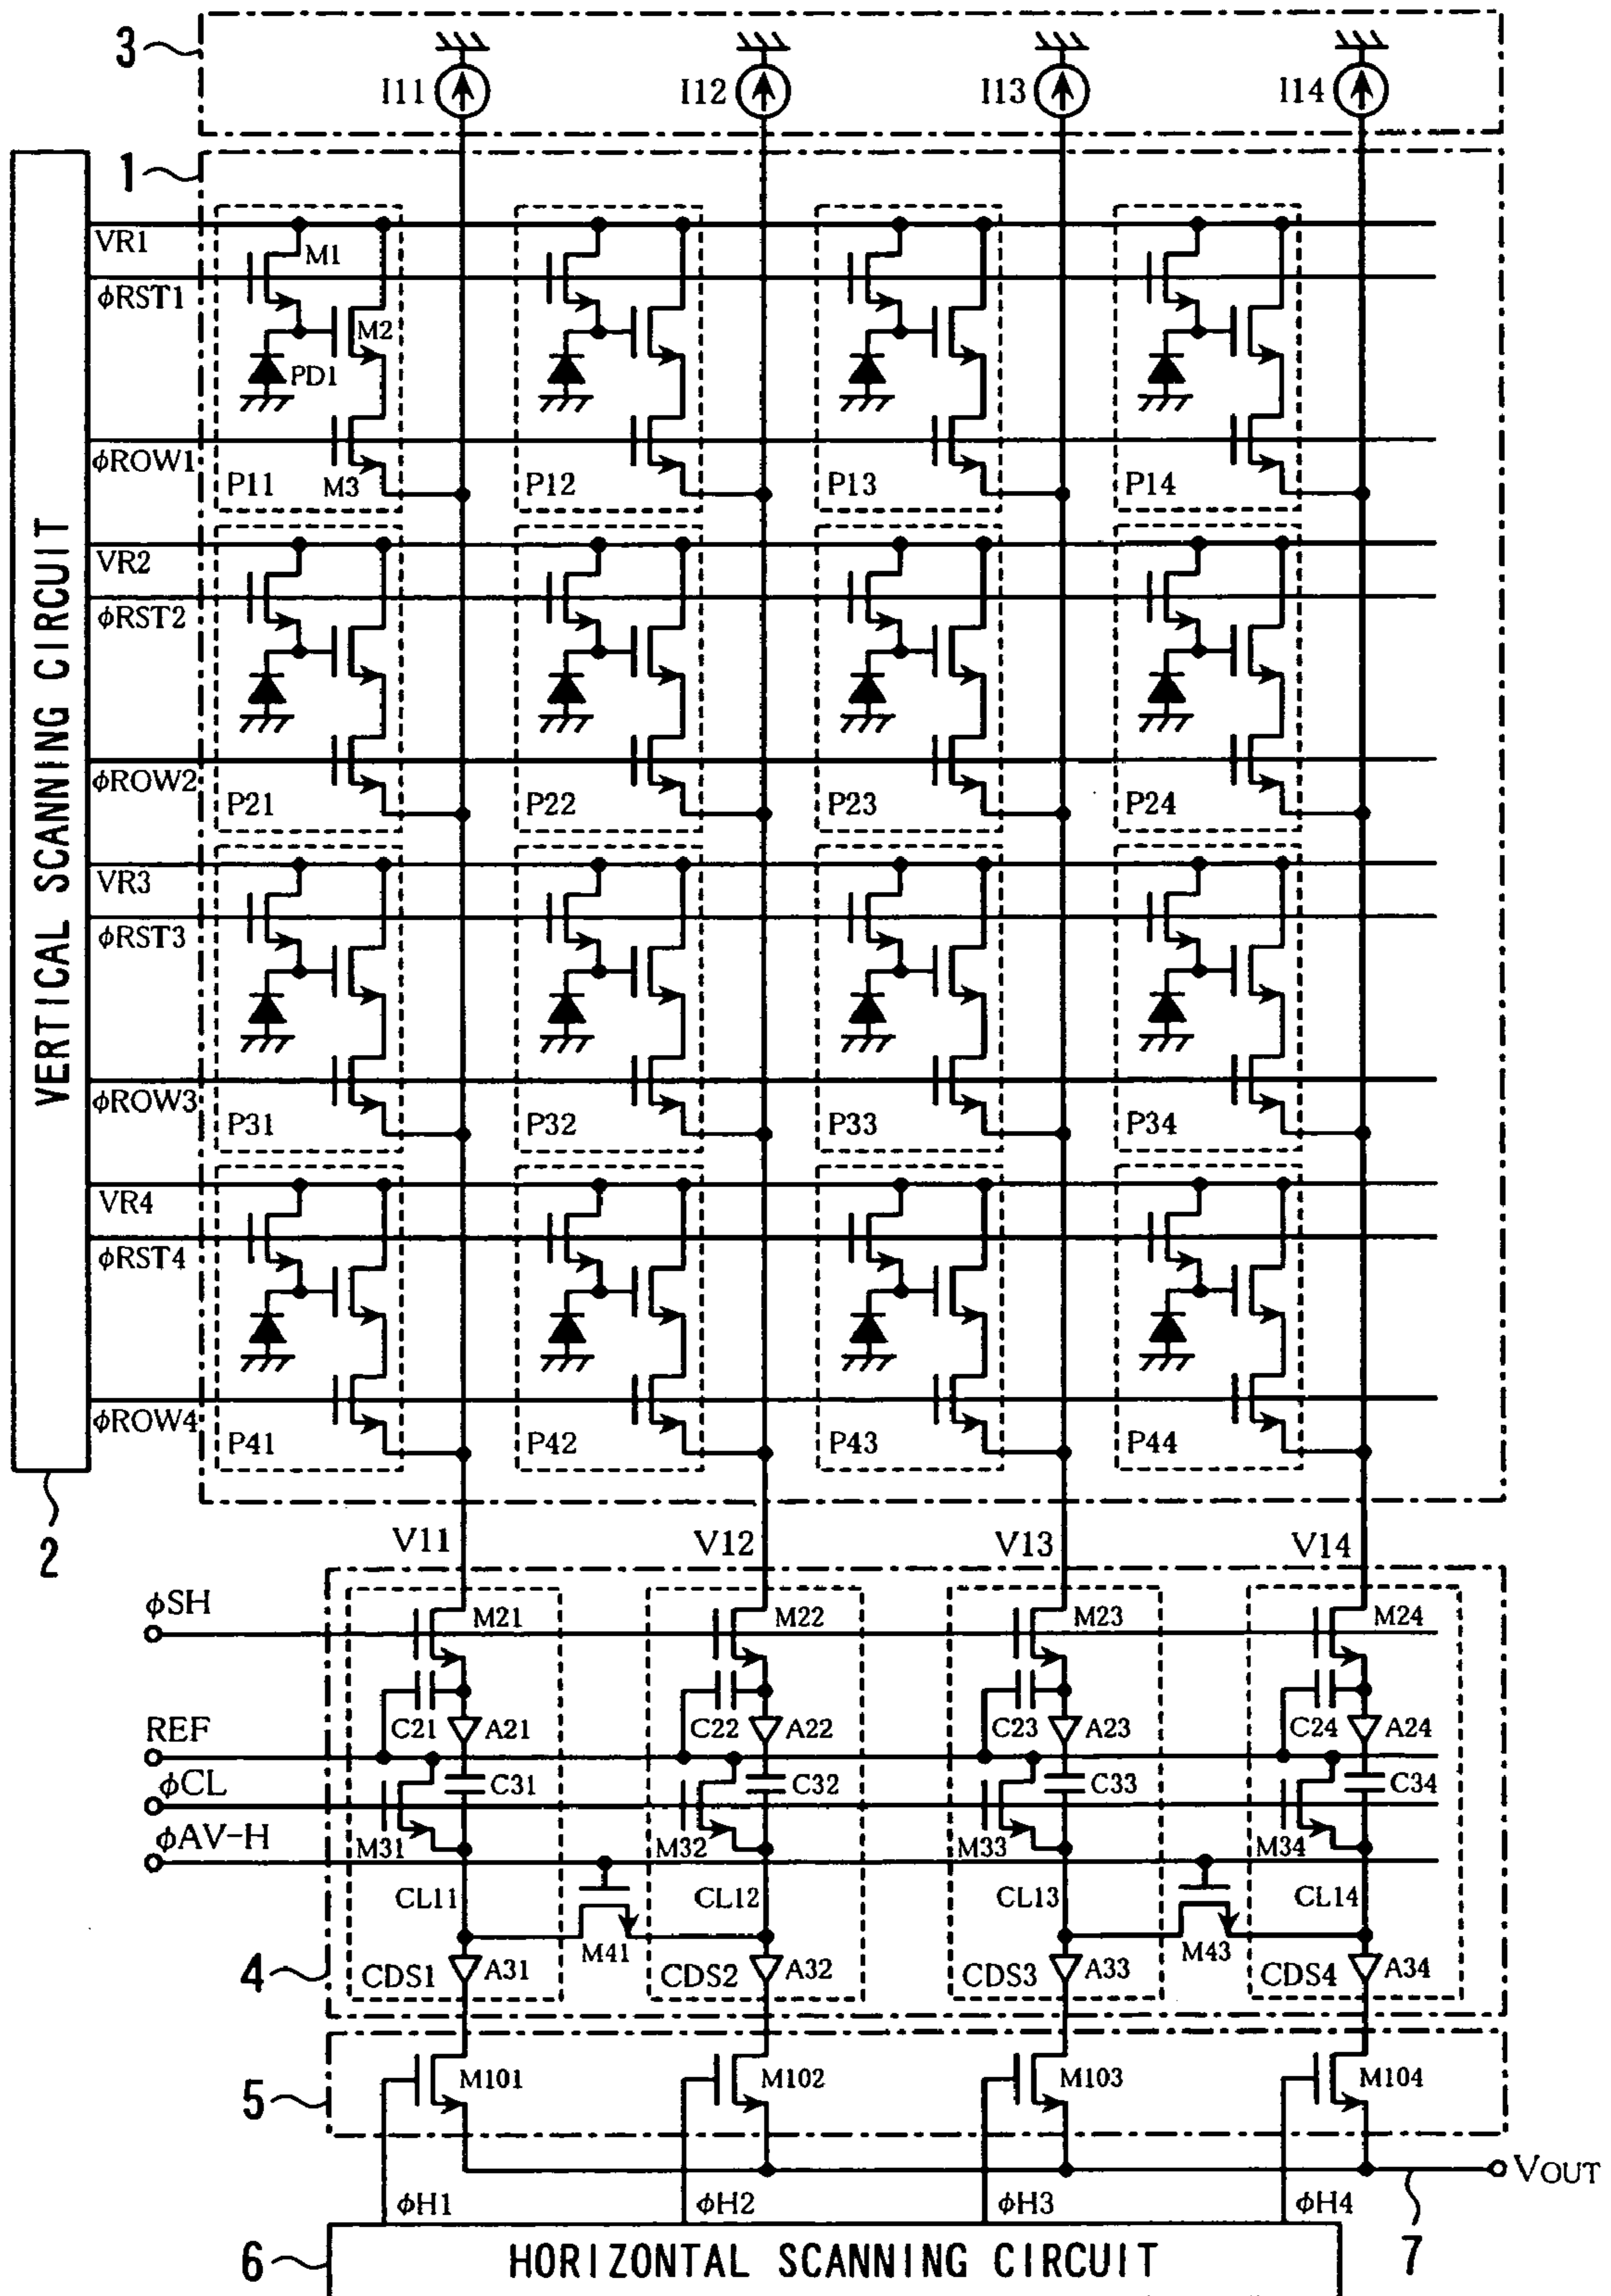 3
I11 I12 I13 I14
1
VR1
M1
φRST1
M2
PD1
φROW1
P11 M3 P12 P13 P14
VR2
φRST2
φROW2
P21 P22 P23 P24
VR3
φRST3
φROW3
P31 P32 P33 P34
VR4
φRST4
φROW4
P41 P42 P43 P44
VERTICAL SCANNING CIRCUIT
2
V11 V12 V13 V14
φSH
M21 M22 M23 M24
REF
C21 A21 C22 A22 C23 A23 C24 A24
φCL
C31 C32 C33 C34
φAV-H
M31 M32 M33 M34
CL11 CL12 CL13 CL14
M41 M43
4
CDS1 A31 CDS2 A32 CDS3 A33 CDS4 A34
5
M101 M102 M103 M104
VOUT
φH1 φH2 φH3 φH4
7
6
HORIZONTAL SCANNING CIRCUIT